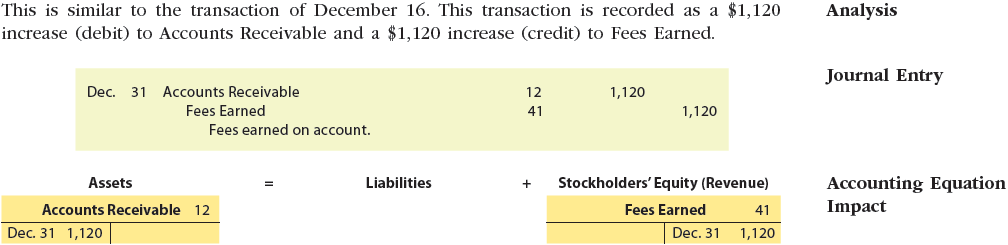 This is similar to the transaction of December 16. This transaction is recorded as a $1,120
increase (debit) to Accounts Receivable and a $1,120 increase (credit) to Fees Earned.
Analysis
Journal Entry
Dec. 31 Accounts Receivable 12 1,120
Fees Earned 41 1,120
Fees earned on account.
Assets = Liabilities + Stockholders' Equity (Revenue)
Accounting Equation
Impact
Accounts Receivable 12
Dec. 31 1,120
Fees Earned 41
Dec. 31 1,120